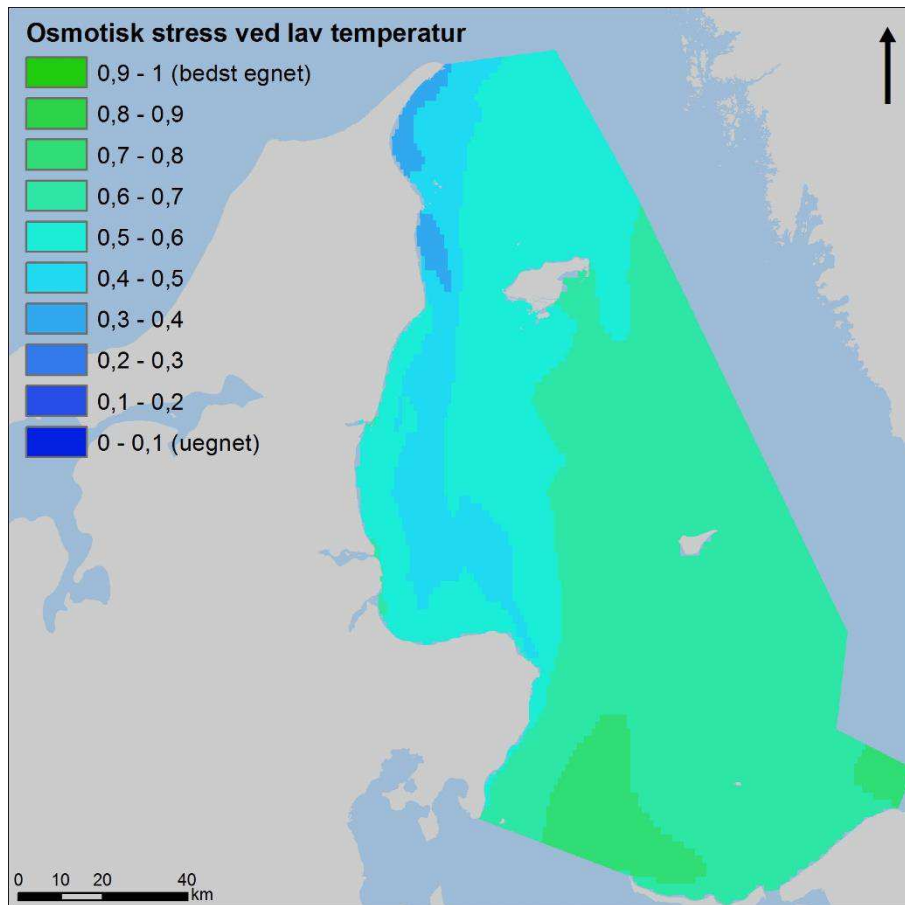 Osmotisk stress ved lav temperatur
0,9 - 1 (bedst egnet)
0,8 - 0,9
0,7 - 0,8
0,6 - 0,7
0,5 - 0,6
0,4 - 0,5
0,3 - 0,4
0,2 - 0,3
0,1 - 0,2
0 - 0,1 (uegnet)
0 10 20 40
km